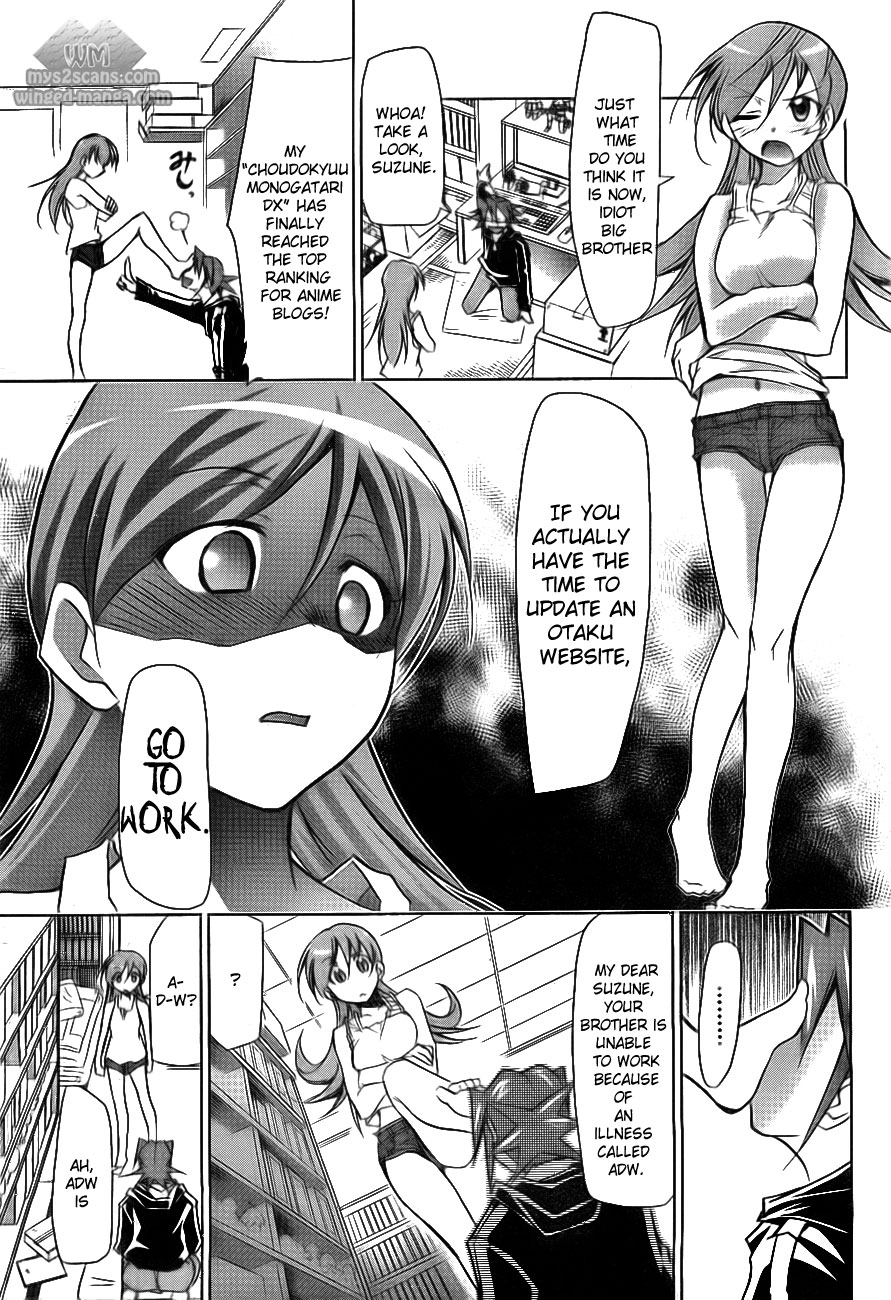 WM
mys2scans.com
winged-manga.com
JUST
WHAT
TIME
DO YOU
THINK IT
IS NOW,
IDIOT
BIG
BROTHER
WHOA!
TAKE A
LOOK,
SUZUNE.
MY
"CHOUDOKYUU
MONOGATARI
DX" HAS
FINALLY
REACHED
THE TOP
RANKING
FOR ANIME
BLOGS!
みしっ
IF YOU
ACTUALLY
HAVE THE
TIME TO
UPDATE AN
OTAKU
WEBSITE,
GO
TO
WORK.
.........
MY DEAR
SUZUNE,
YOUR
BROTHER IS
UNABLE
TO WORK
BECAUSE
OF
AN
ILLNESS
CALLED
ADW.
?
A-
D-W?
AH,
ADW
IS